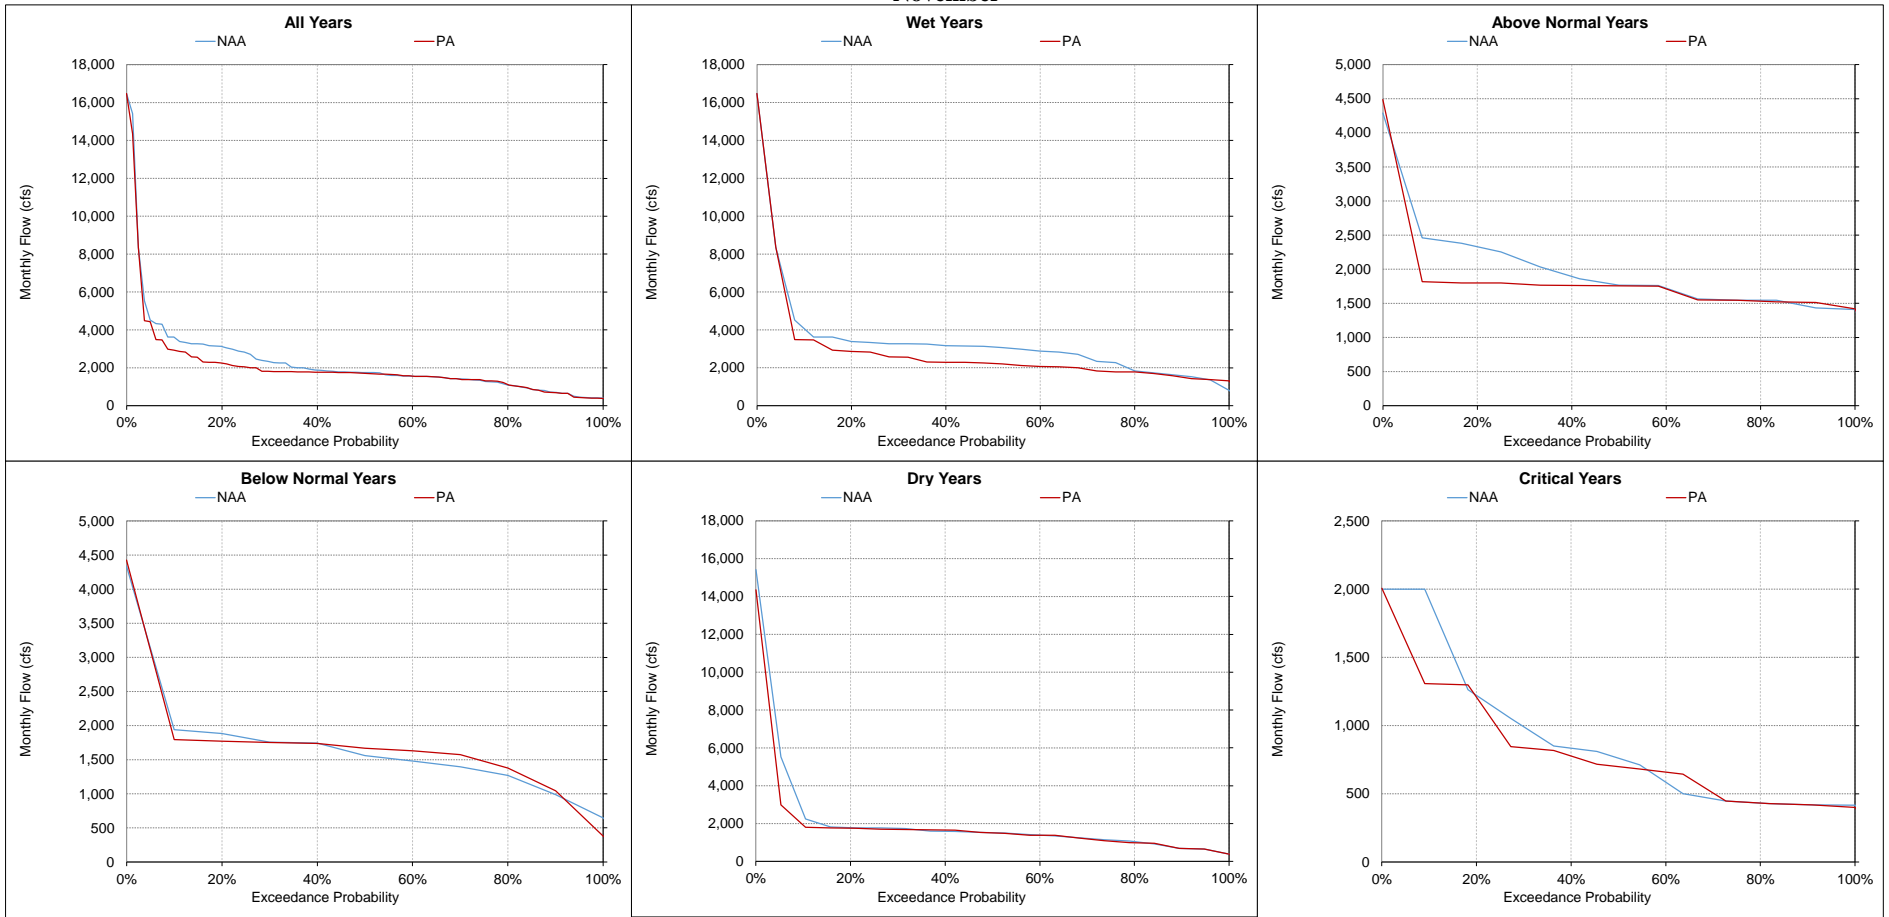 All Years
NAA PA
18,000
16,000
14,000
12,000
10,000
8,000
6,000
4,000
2,000
0
0% 20% 40% 60% 80% 100%
Monthly Flow (cfs)
Exceedance Probability
Wet Years
NAA PA
18,000
16,000
14,000
12,000
10,000
8,000
6,000
4,000
2,000
0
0% 20% 40% 60% 80% 100%
Monthly Flow (cfs)
Exceedance Probability
Above Normal Years
NAA PA
5,000
4,500
4,000
3,500
3,000
2,500
2,000
1,500
1,000
500
0
0% 20% 40% 60% 80% 100%
Monthly Flow (cfs)
Exceedance Probability
Below Normal Years
NAA PA
5,000
4,500
4,000
3,500
3,000
2,500
2,000
1,500
1,000
500
0
0% 20% 40% 60% 80% 100%
Monthly Flow (cfs)
Exceedance Probability
Dry Years
NAA PA
18,000
16,000
14,000
12,000
10,000
8,000
6,000
4,000
2,000
0
0% 20% 40% 60% 80% 100%
Monthly Flow (cfs)
Exceedance Probability
Critical Years
NAA PA
2,500
2,000
1,500
1,000
500
0
0% 20% 40% 60% 80% 100%
Monthly Flow (cfs)
Exceedance Probability